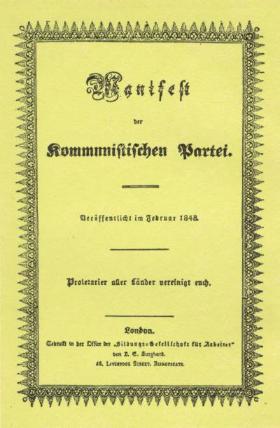 Manifest
der
Kommunistischen Partei.
Veröffentlicht im Februar 1848.
Proletarier aller Länder vereinigt euch.
London.
Gedruckt in der Office der „Bildungs-Gesellschaft für Arbeiter“
von J. E. Burghard.
46, Liverpool Street, Bishopsgate.